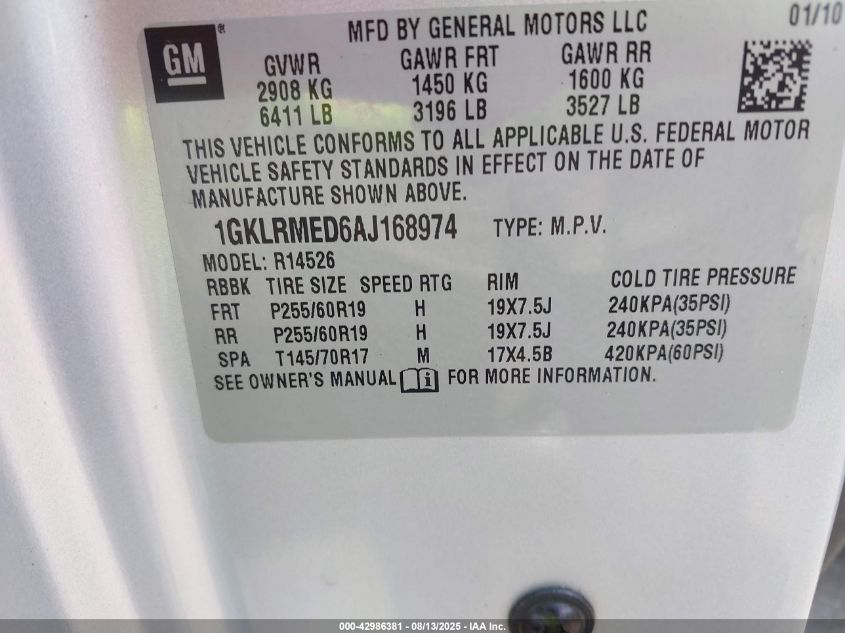 GM®
MFD BY GENERAL MOTORS LLC
01/10
GVWR GAWR FRT GAWR RR
2908 KG 1450 KG 1600 KG
6411 LB 3196 LB 3527 LB
THIS VEHICLE CONFORMS TO ALL APPLICABLE U.S. FEDERAL MOTOR
VEHICLE SAFETY STANDARDS IN EFFECT ON THE DATE OF
MANUFACTURE SHOWN ABOVE.
1GKLRMED6AJ168974 TYPE: M.P.V.
MODEL: R14526
RBBK TIRE SIZE SPEED RTG RIM COLD TIRE PRESSURE
FRT P255/60R19 H 19X7.5J 240KPA(35PSI)
RR P255/60R19 H 19X7.5J 240KPA(35PSI)
SPA T145/70R17 M 17X4.5B 420KPA(60PSI)
SEE OWNER'S MANUAL i FOR MORE INFORMATION.
000-42986381 - 08/13/2025 - IAA Inc.